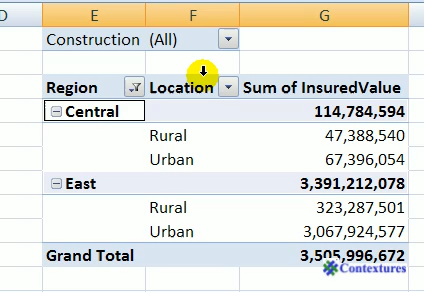 D E F G
Construction (All)
Region Location Sum of InsuredValue
Central 114,784,594
Rural 47,388,540
Urban 67,396,054
East 3,391,212,078
Rural 323,287,501
Urban 3,067,924,577
Grand Total 3,505,996,672
Contextures